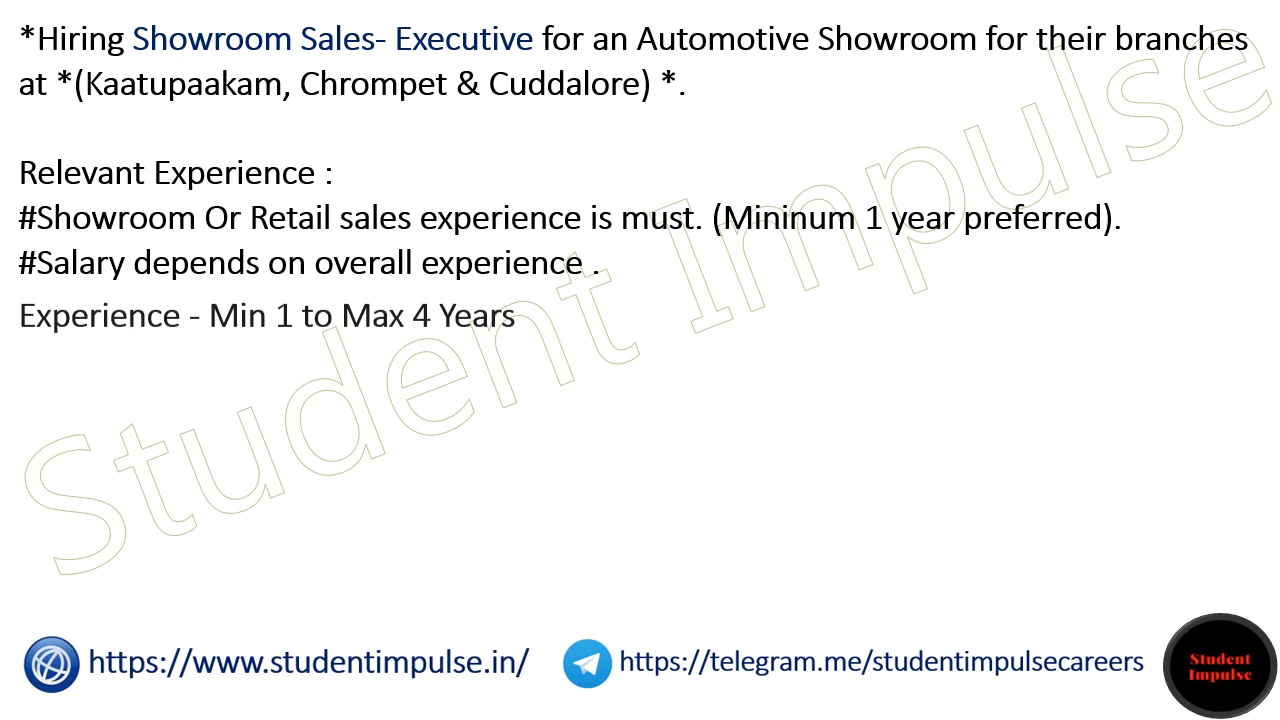 *Hiring Showroom Sales- Executive for an Automotive Showroom for their branches
at *(Kaatupaakam, Chrompet & Cuddalore) *.
Relevant Experience :
#Showroom Or Retail sales experience is must. (Mininum 1 year preferred).
#Salary depends on overall experience .
Experience - Min 1 to Max 4 Years
Student Impulse
https://www.studentimpulse.in/
https://telegram.me/studentimpulsecareers
Student
Impulse